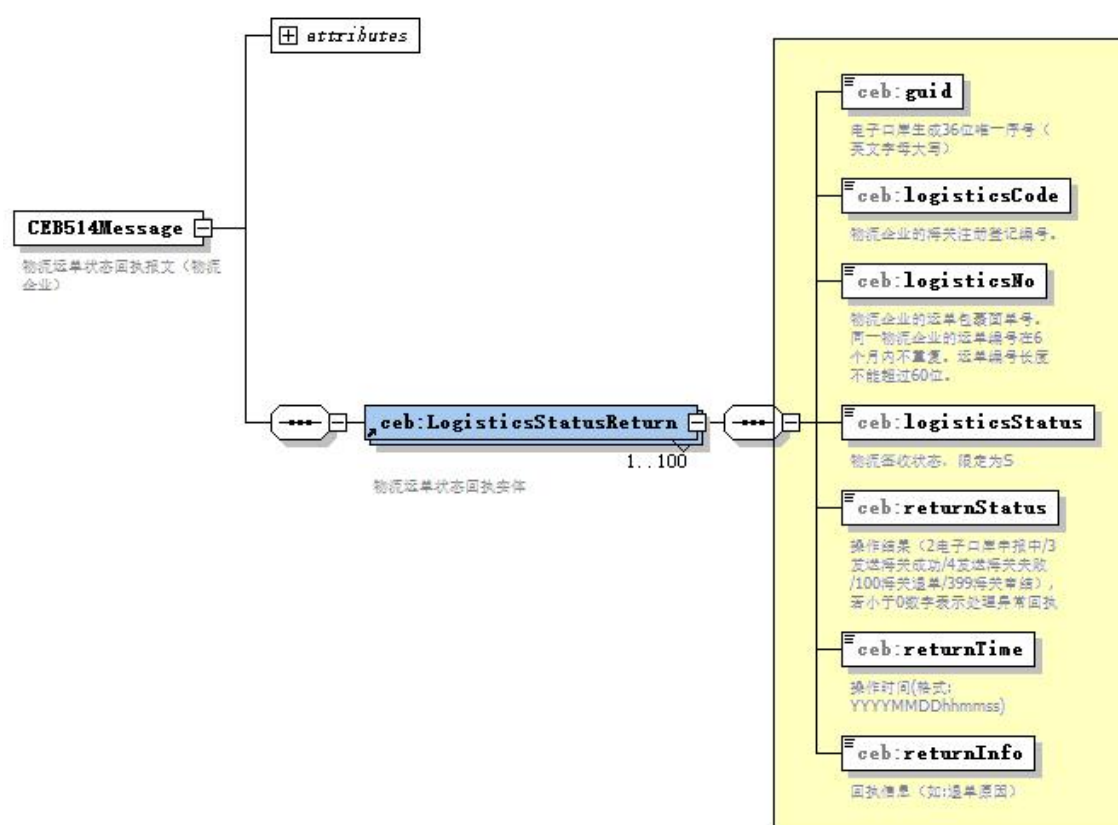 attributes
CEB514Message
物流运单状态回执报文（物流
企业）
ceb:LogisticsStatusReturn
1..100
物流运单状态回执实体
ceb:guid
电子口岸生成36位唯一序号（
英文字母大写）
ceb:logisticsCode
物流企业的海关注册登记编号。
ceb:logisticsNo
物流企业的运单包裹面单号。
同一物流企业的运单编号在6
个月内不重复。运单编号长度
不能超过60位。
ceb:logisticsStatus
物流签收状态，限定为S
ceb:returnStatus
操作结果（2电子口岸申报中/3
发送海关成功/4发送海关失败
/100海关退单/399海关审结），
若小于0数字表示处理异常回执
ceb:returnTime
操作时间(格式:
YYYYMMDDhhmmss)
ceb:returnInfo
回执信息（如:退单原因）